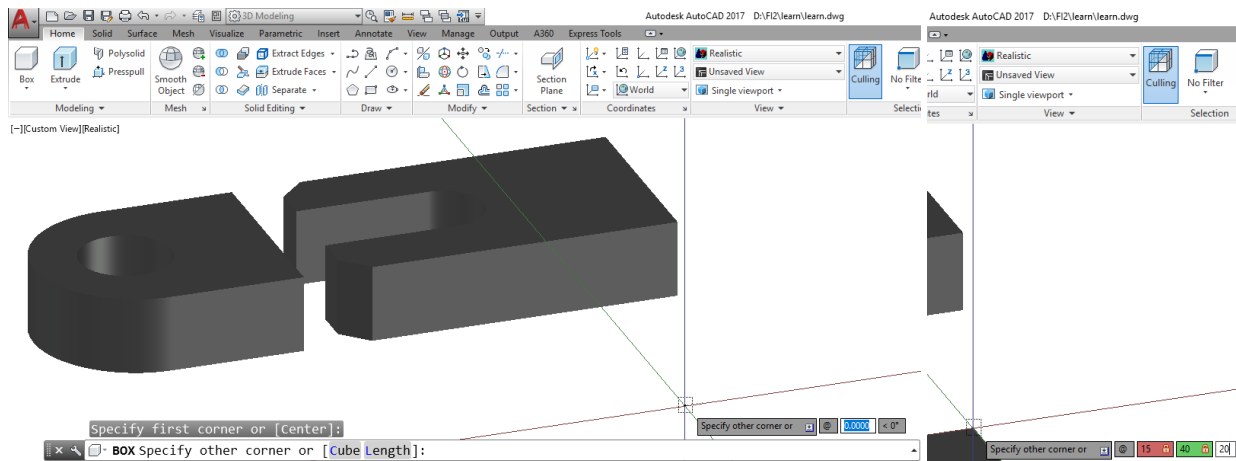 3D Modeling
Autodesk AutoCAD 2017 D:\FI2\learn\learn.dwg
Home Solid Surface Mesh Visualize Parametric Insert Annotate View Manage Output A360 Express Tools
Polysolid
Presspull
Box
Extrude
Modeling
Smooth
Object
Mesh
Extract Edges
Extrude Faces
Separate
Solid Editing
Draw
Modify
Section
Plane
Section
World
Coordinates
Realistic
Unsaved View
Single viewport
View
Culling
No Filte
Selecti
[−][Custom View][Realistic]
Specify other corner or @ 0.0000 < 0°
Specify first corner or [Center]:
BOX Specify other corner or [Cube Length]:
Autodesk AutoCAD 2017 D:\FI2\learn\learn.dwg
Realistic
Unsaved View
rld
Single viewport
tes
View
Culling
No Filter
Selection
Specify other corner or @ 15 40 20